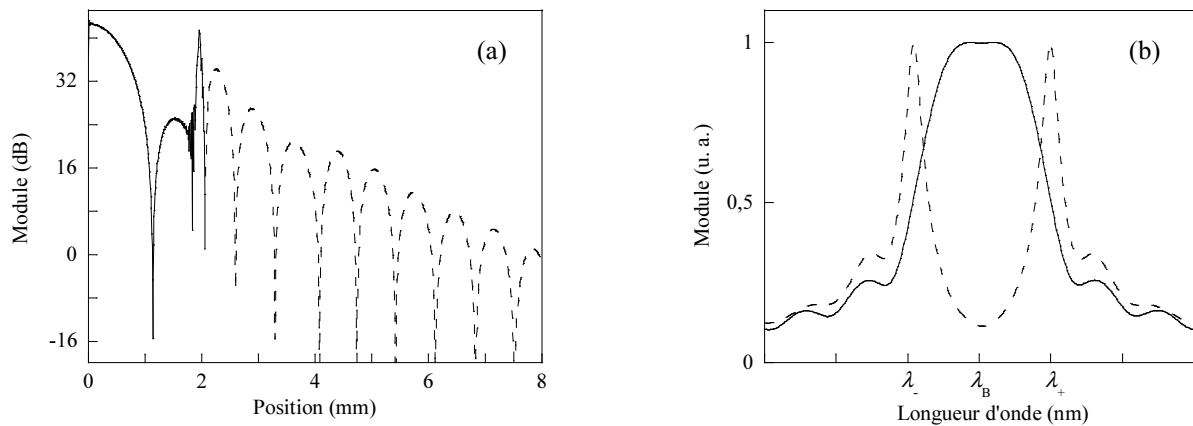 (a)
Module (dB)
32
16
0
-16
0
2
4
6
8
Position (mm)
(b)
Module (u. a.)
1
0,5
0
λ-
λB
λ+
Longueur d'onde (nm)